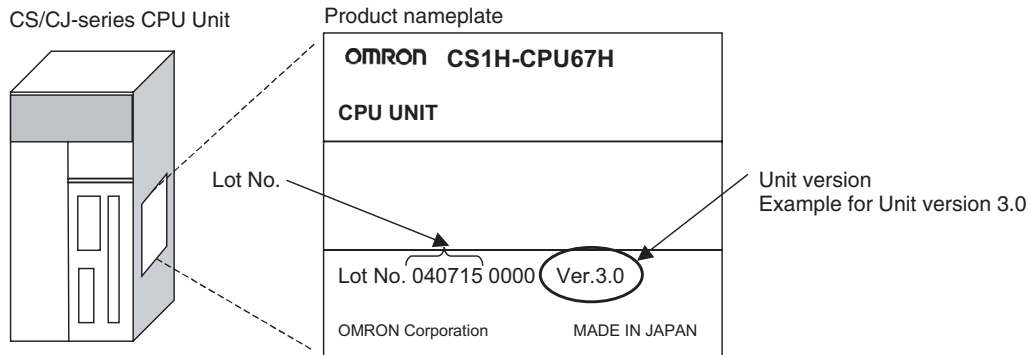 CS/CJ-series CPU Unit
Product nameplate
OMRON CS1H-CPU67H
CPU UNIT
Lot No.
Unit version
Example for Unit version 3.0
Lot No. 040715 0000 Ver.3.0
OMRON Corporation MADE IN JAPAN